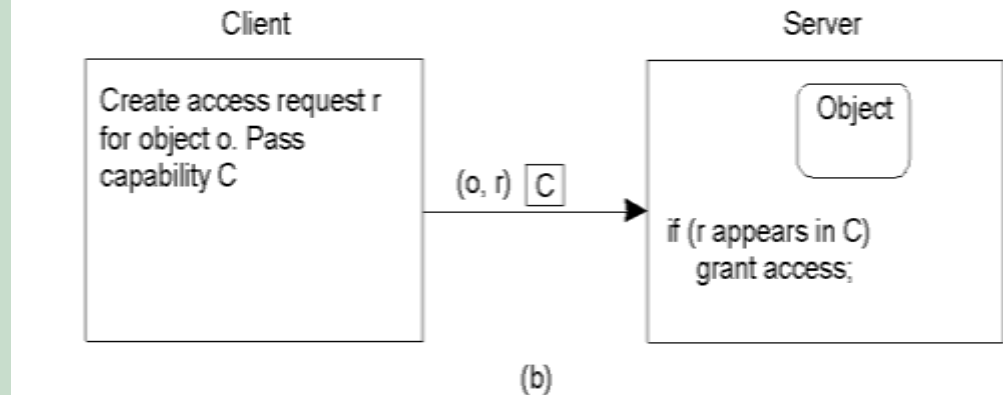 Client
Server
Create access request r
for object o. Pass
capability C
(o, r) C
Object
if (r appears in C)
grant access;
(b)